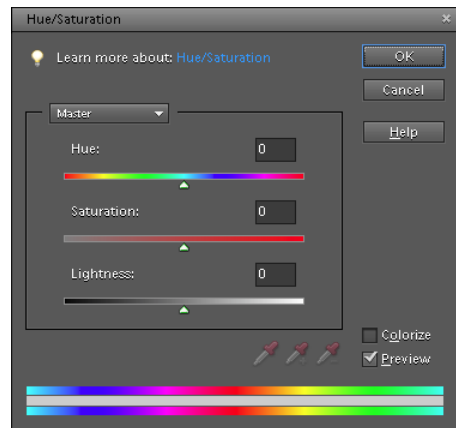 Hue/Saturation
Learn more about: Hue/Saturation
OK
Cancel
Help
Master
Hue: 0
Saturation: 0
Lightness: 0
Colorize
Preview